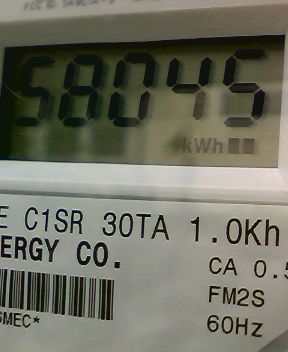 58045
kWh
E C1SR 30TA 1.0Kh
ERGY CO.
CA 0.5
FM2S
60Hz
SMEC*